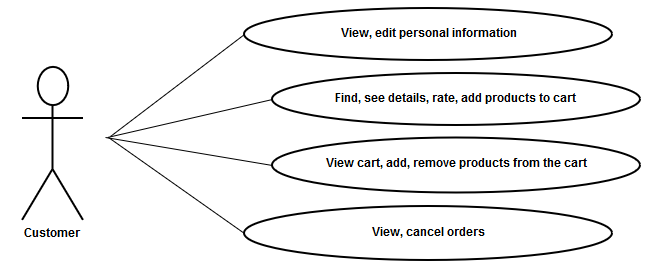 View, edit personal information
Find, see details, rate, add products to cart
View cart, add, remove products from the cart
View, cancel orders
Customer